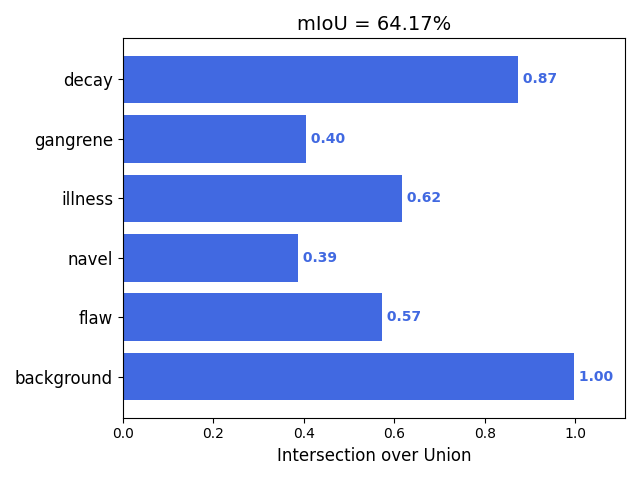 mIoU = 64.17%
decay 0.87
gangrene 0.40
illness 0.62
navel 0.39
flaw 0.57
background 1.00
0.0 0.2 0.4 0.6 0.8 1.0
Intersection over Union